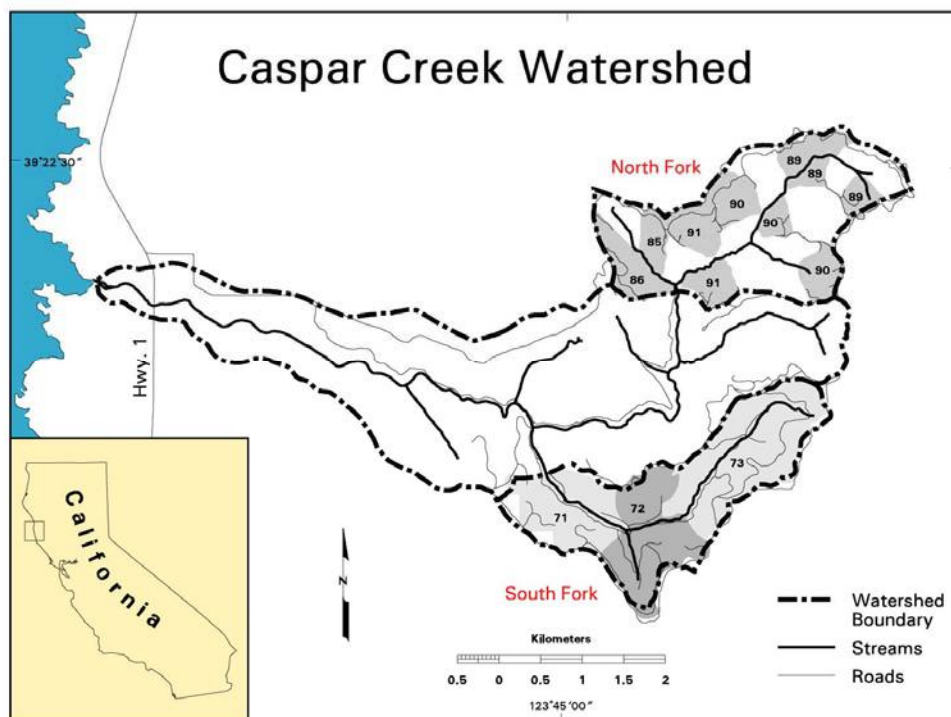 Caspar Creek Watershed
39°22'30"
North Fork
89
89
89
90
85
91
90
86
91
90
Hwy. 1
73
72
71
California
N
South Fork
Watershed
Boundary
Streams
Roads
Kilometers
0.5 0 0.5 1 1.5 2
123°45'00"